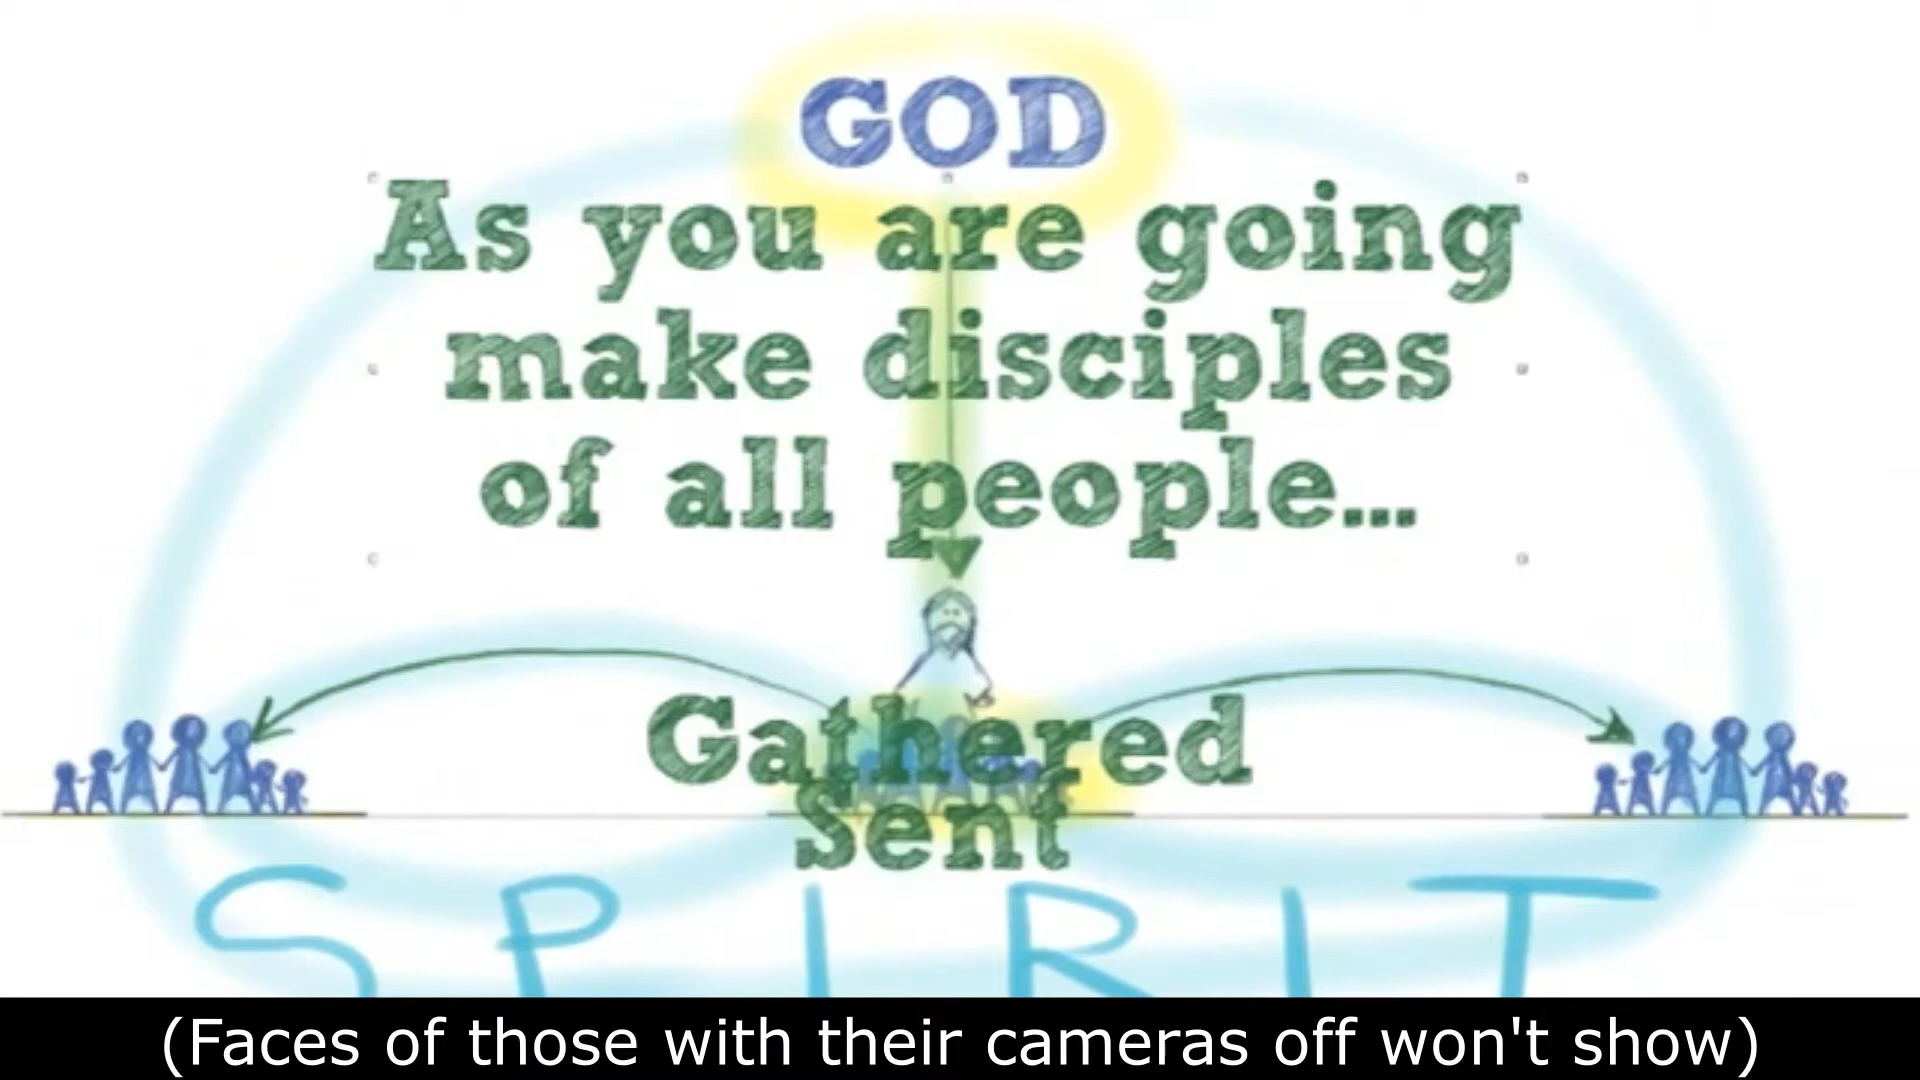 GOD
As you are going
make disciples
of all people...
Gathered
Sent
SPIRIT
(Faces of those with their cameras off won't show)